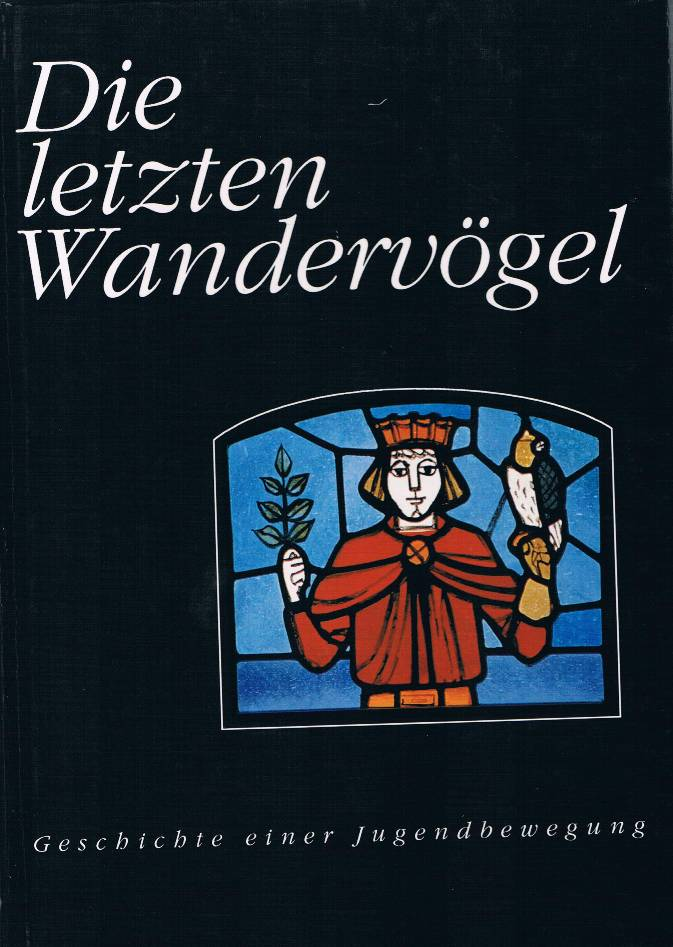 Die
letzten
Wandervögel
Geschichte einer Jugendbewegung